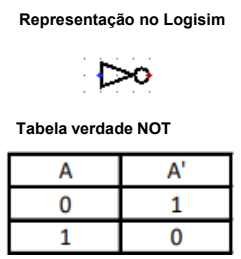 Representação no Logisim
Tabela verdade NOT
A A'
0 1
1 0